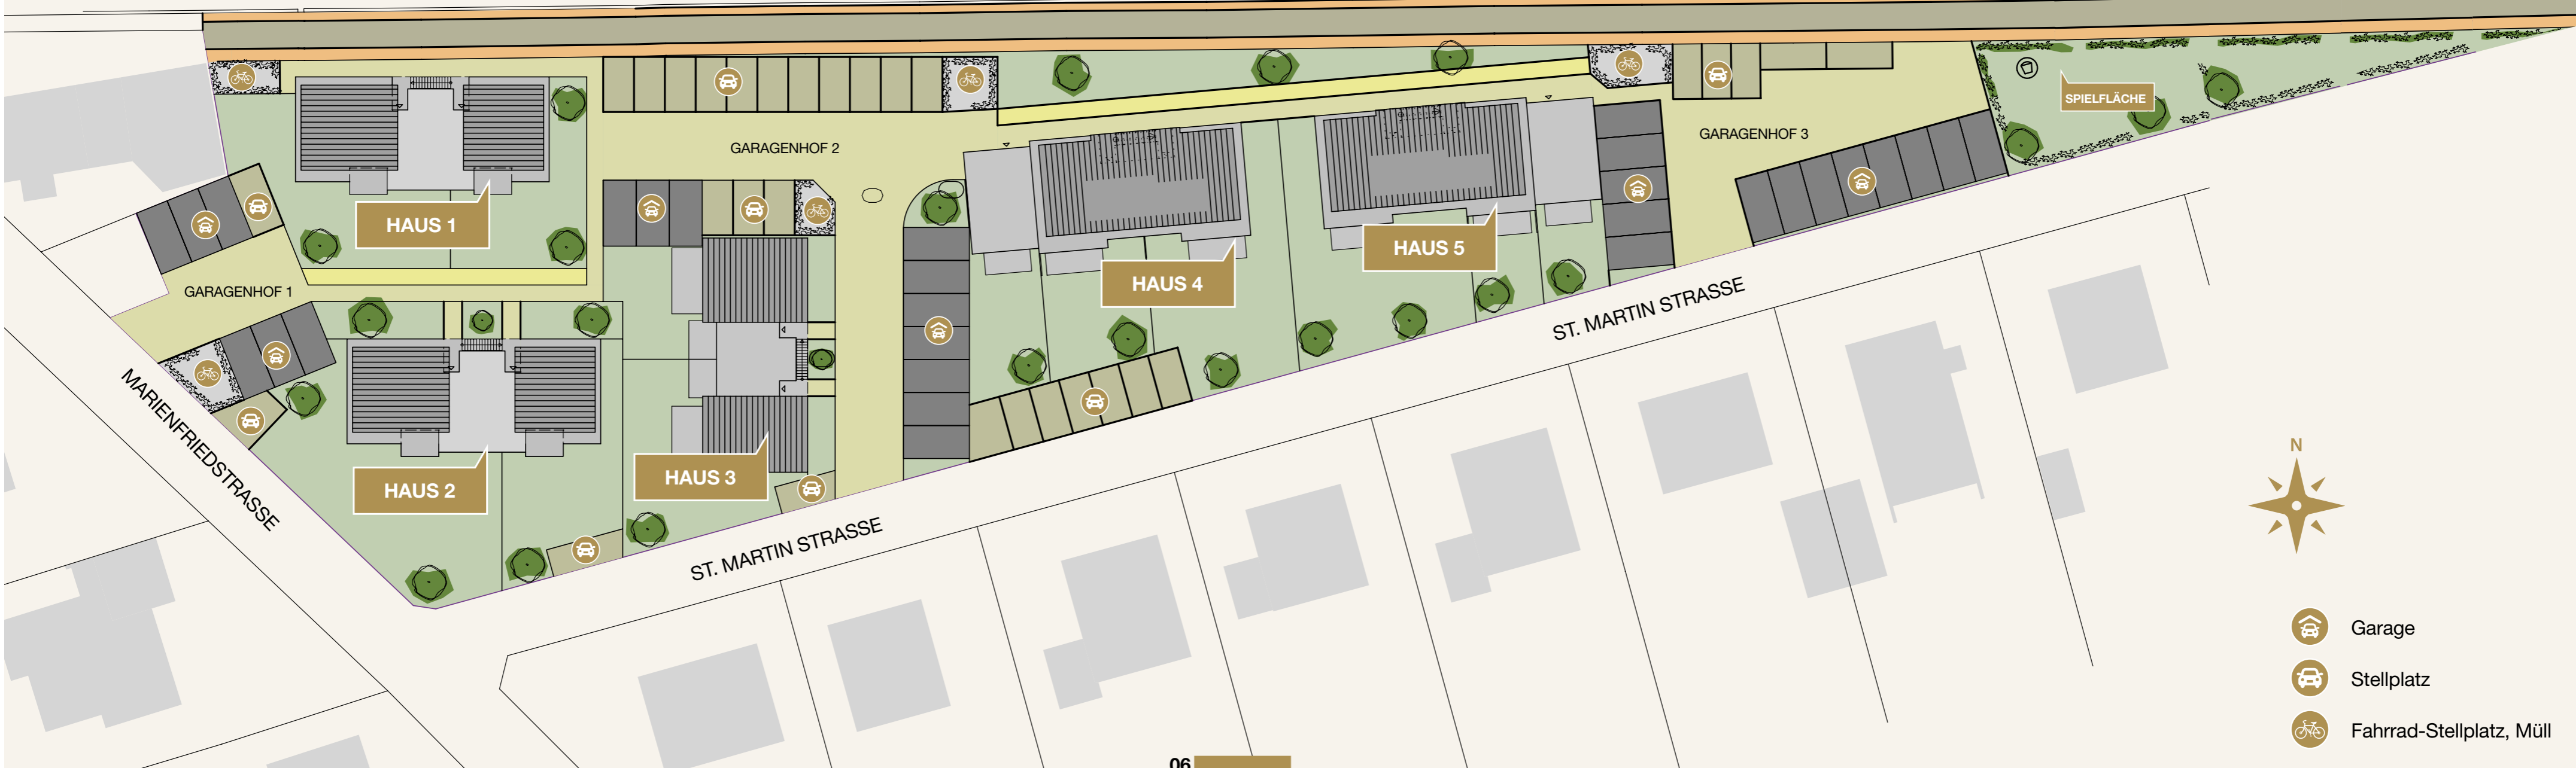 SPIELFLÄCHE
GARAGENHOF 3
GARAGENHOF 2
HAUS 1
HAUS 5
HAUS 4
GARAGENHOF 1
ST. MARTIN STRASSE
MARIENFRIEDSTRASSE
HAUS 3
HAUS 2
ST. MARTIN STRASSE
N
Garage
Stellplatz
Fahrrad-Stellplatz, Müll
06